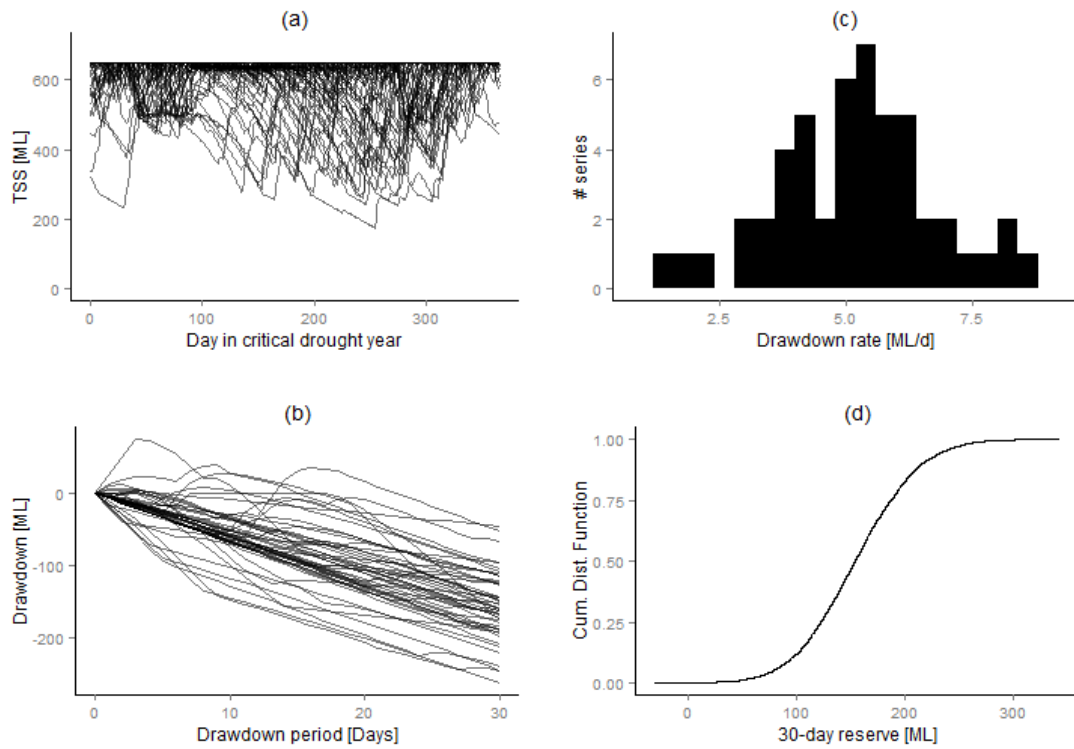 (a)
TSS [ML]
600
400
200
0
0 100 200 300
Day in critical drought year
(c)
# series
6
4
2
0
2.5 5.0 7.5
Drawdown rate [ML/d]
(b)
Drawdown [ML]
0
-100
-200
0 10 20 30
Drawdown period [Days]
(d)
Cum. Dist. Function
1.00
0.75
0.50
0.25
0.00
0 100 200 300
30-day reserve [ML]